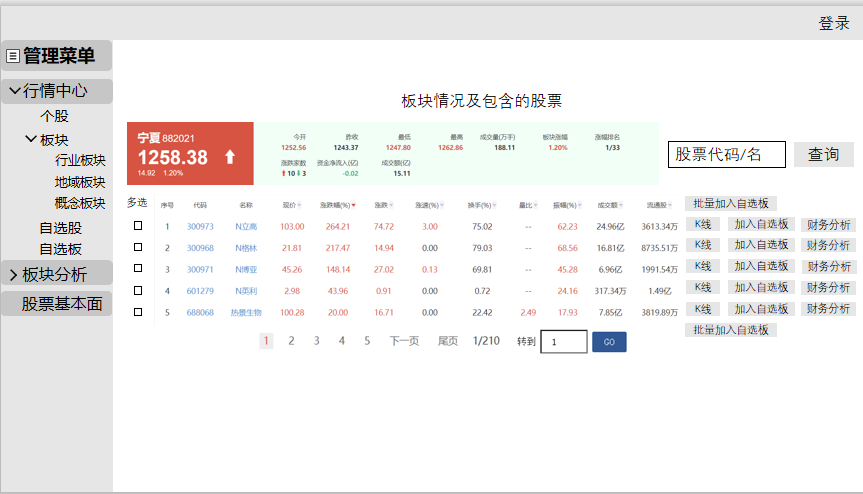 登录
管理菜单
行情中心
个股
板块
行业板块
地域板块
概念板块
自选股
自选板
板块分析
股票基本面
板块情况及包含的股票
宁夏 882021
1258.38
14.92 1.20%
今开 昨收 最低 最高 成交量(万手) 板块涨幅 涨幅排名
1252.56 1243.37 1247.80 1262.86 188.11 1.20% 1/33
涨跌家数 资金净流入(亿) 成交额(亿)
10 3 -0.02 15.11
股票代码/名 查询
多选 序号 代码 名称 现价 涨跌幅(%) 涨跌 涨速(%) 换手(%) 量比 振幅(%) 成交额 流通股 批量加入自选板
1 300973 N立高 103.00 264.21 74.72 3.00 75.02 -- 62.23 24.96亿 3613.34万 K线 加入自选板 财务分析
2 300968 N格林 21.81 217.47 14.94 0.00 79.03 -- 68.56 16.81亿 8735.51万 K线 加入自选板 财务分析
3 300971 N博亚 45.26 148.14 27.02 0.13 69.81 -- 45.28 6.96亿 1991.54万 K线 加入自选板 财务分析
4 601279 N英利 2.98 43.96 0.91 0.00 0.72 -- 24.16 317.34万 1.49亿 K线 加入自选板 财务分析
5 688068 热景生物 100.28 20.00 16.71 0.00 22.42 2.49 17.93 7.85亿 3819.89万 K线 加入自选板 财务分析
批量加入自选板
1 2 3 4 5 下一页 尾页 1/210 转到 1 GO